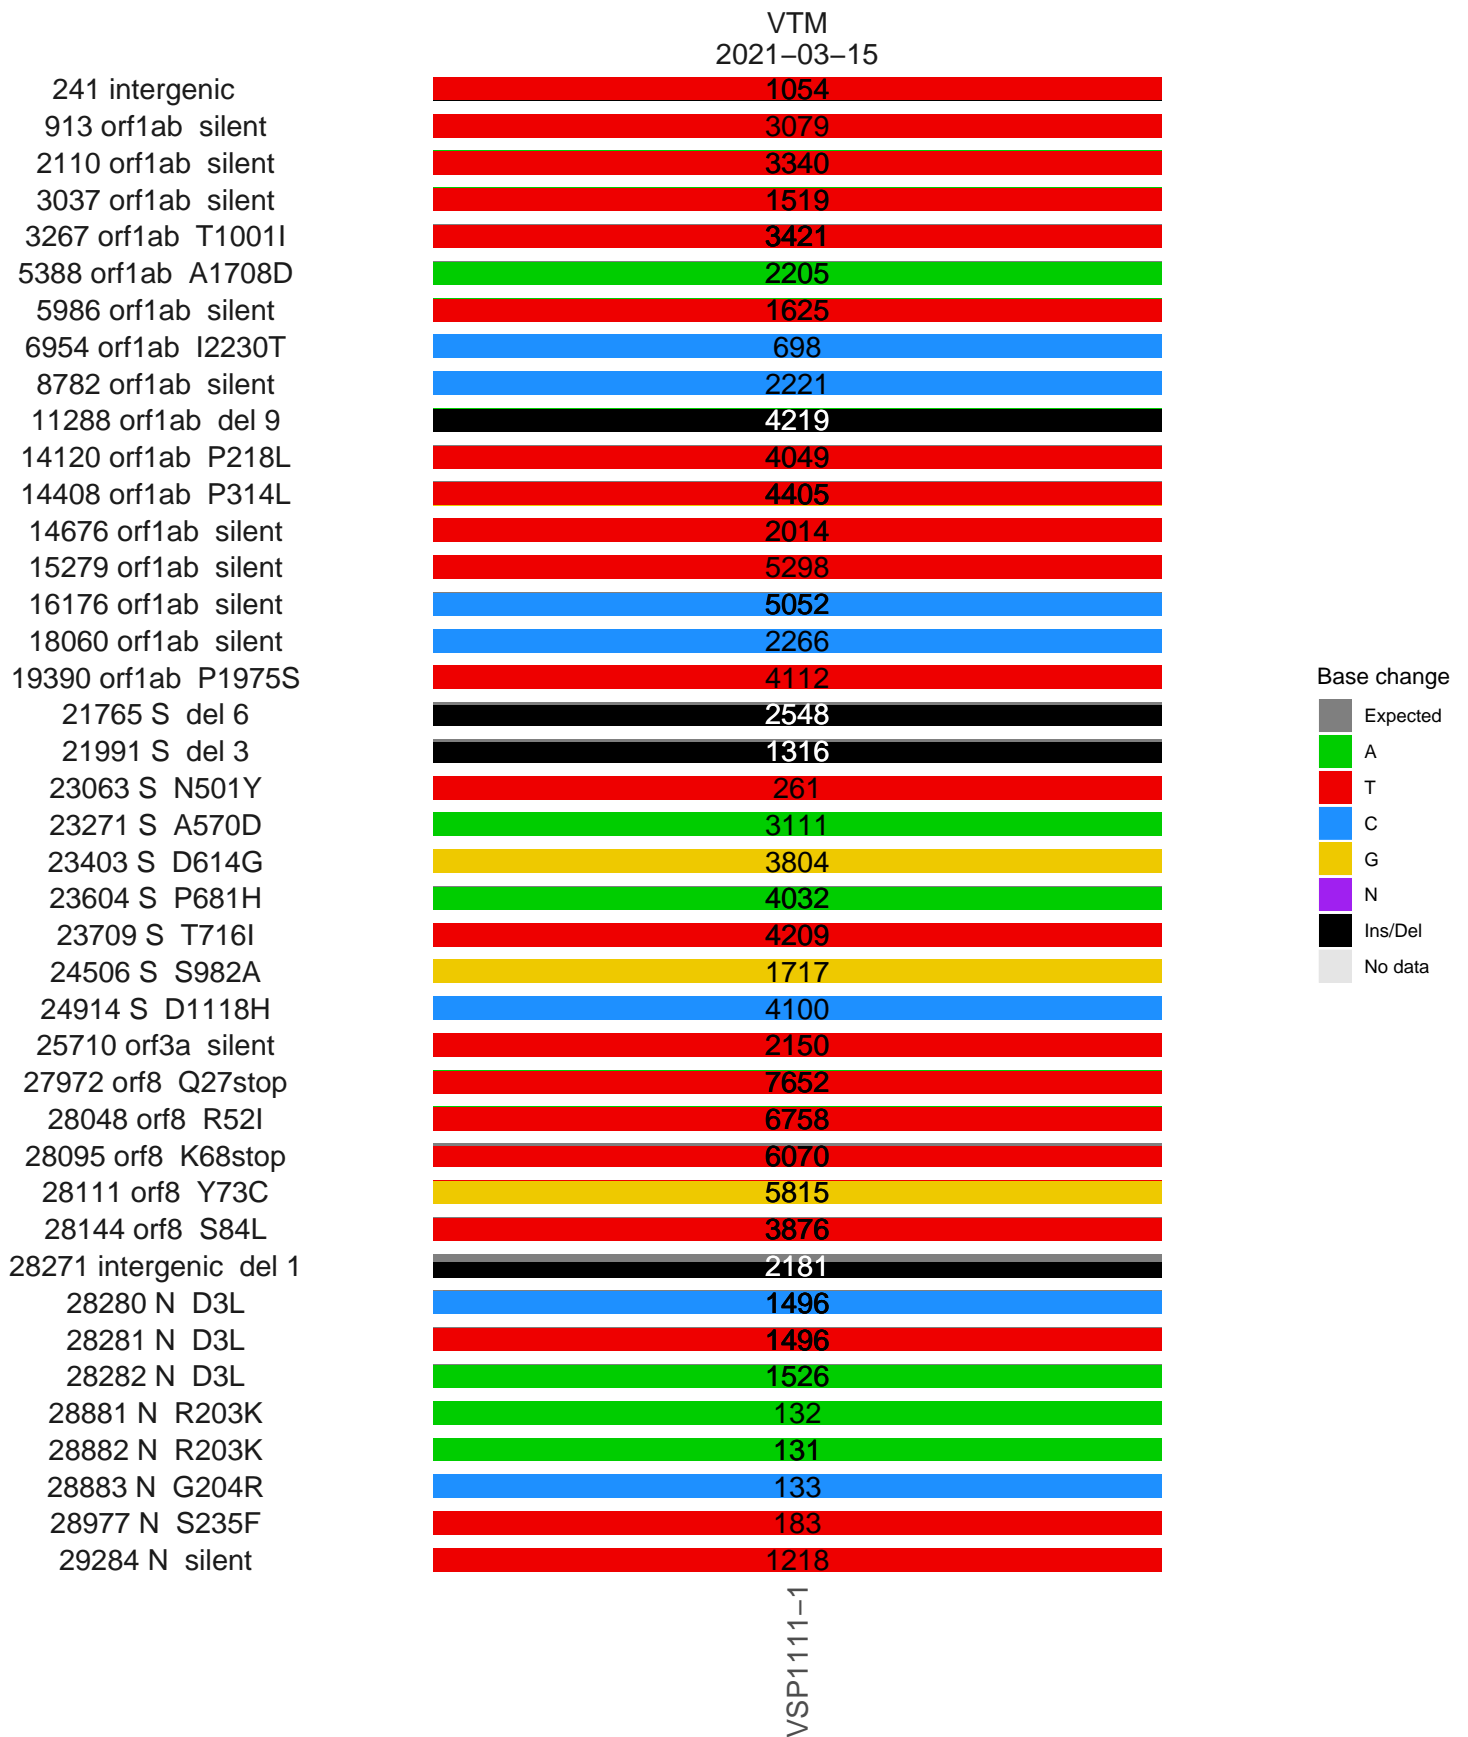 VTM
2021−03−15
241 intergenic 1054
913 orf1ab silent 3079
2110 orf1ab silent 3340
3037 orf1ab silent 1519
3267 orf1ab T1001I 3421
5388 orf1ab A1708D 2205
5986 orf1ab silent 1625
6954 orf1ab I2230T 698
8782 orf1ab silent 2221
11288 orf1ab del 9 4219
14120 orf1ab P218L 4049
14408 orf1ab P314L 4405
14676 orf1ab silent 2014
15279 orf1ab silent 5298
16176 orf1ab silent 5052
18060 orf1ab silent 2266
19390 orf1ab P1975S 4112
21765 S del 6 2548
21991 S del 3 1316
23063 S N501Y 261
23271 S A570D 3111
23403 S D614G 3804
23604 S P681H 4032
23709 S T716I 4209
24506 S S982A 1717
24914 S D1118H 4100
25710 orf3a silent 2150
27972 orf8 Q27stop 7652
28048 orf8 R52I 6758
28095 orf8 K68stop 6070
28111 orf8 Y73C 5815
28144 orf8 S84L 3876
28271 intergenic del 1 2181
28280 N D3L 1496
28281 N D3L 1496
28282 N D3L 1526
28881 N R203K 132
28882 N R203K 131
28883 N G204R 133
28977 N S235F 183
29284 N silent 1218
VSP1111−1
Base change
Expected
A
T
C
G
N
Ins/Del
No data